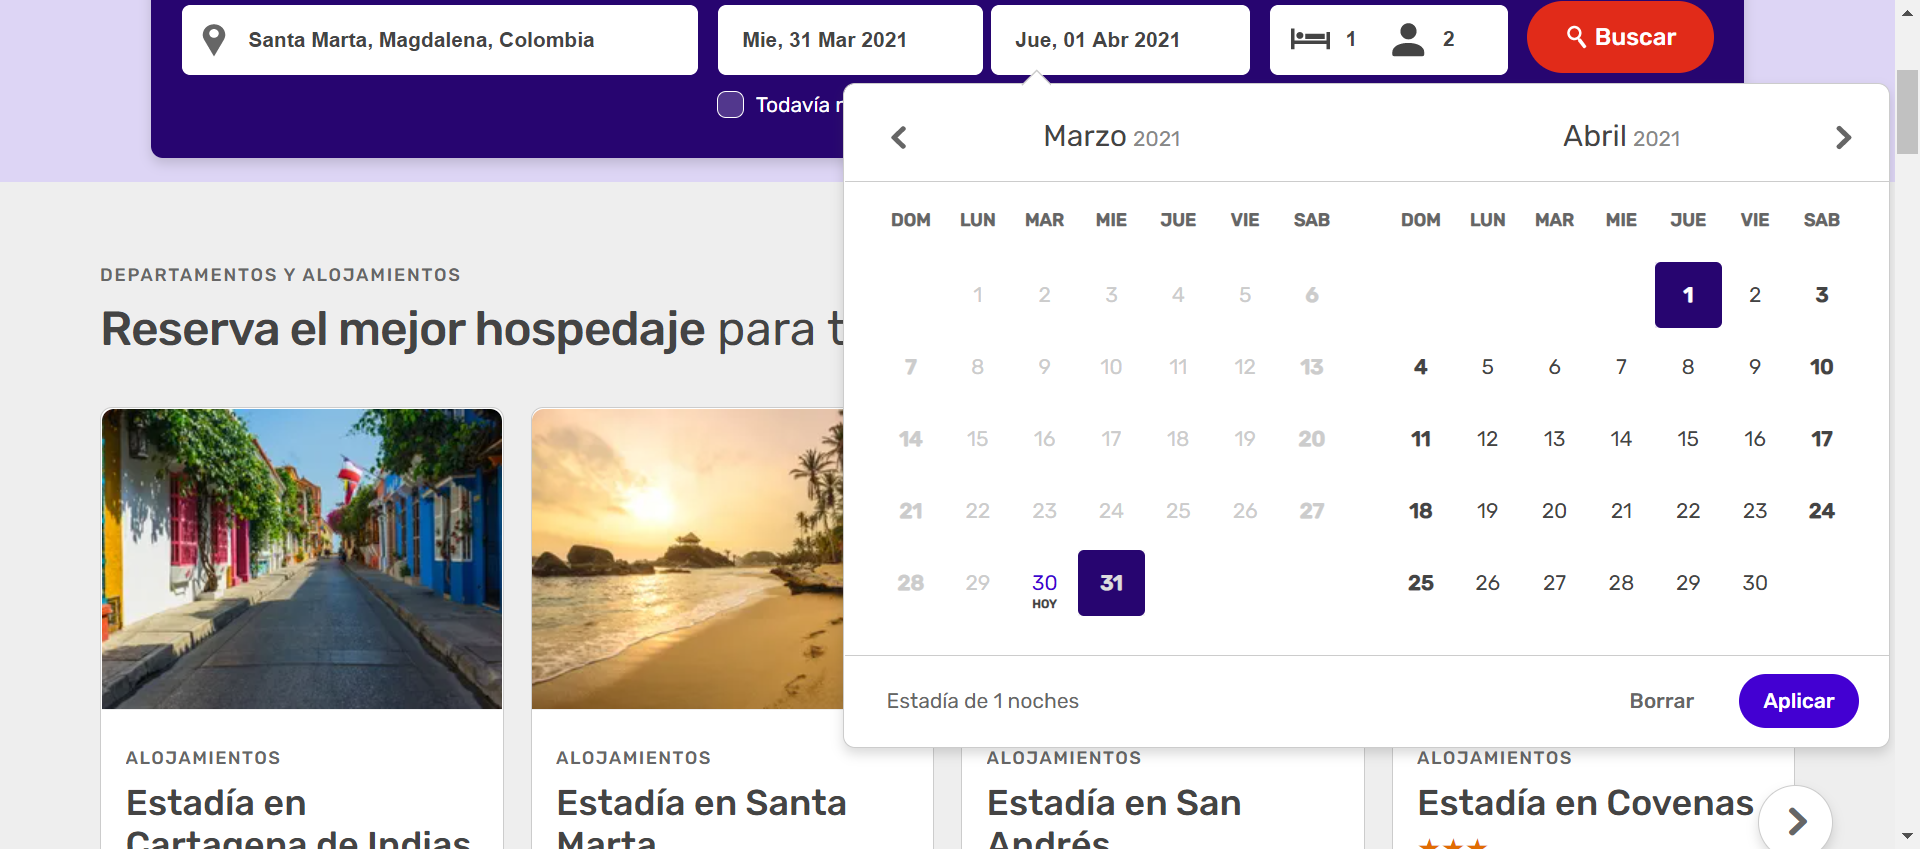 Santa Marta, Magdalena, Colombia
Mie, 31 Mar 2021
Jue, 01 Abr 2021
1
2
Buscar
Todavía
Marzo 2021
Abril 2021
DOM LUN MAR MIE JUE VIE SAB
1 2 3 4 5 6
7 8 9 10 11 12 13
14 15 16 17 18 19 20
21 22 23 24 25 26 27
28 29 30 31
HOY
DOM LUN MAR MIE JUE VIE SAB
1 2 3
4 5 6 7 8 9 10
11 12 13 14 15 16 17
18 19 20 21 22 23 24
25 26 27 28 29 30
Estadía de 1 noches
Borrar
Aplicar
DEPARTAMENTOS Y ALOJAMIENTOS
Reserva el mejor hospedaje para
ALOJAMIENTOS
Estadía en
Cartagena de Indias
ALOJAMIENTOS
Estadía en Santa
Marta
ALOJAMIENTOS
Estadía en San
Andrés
ALOJAMIENTOS
Estadía en Covenas